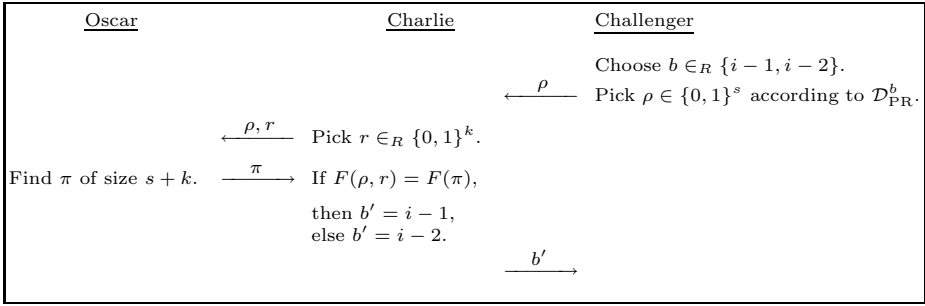 Oscar Charlie Challenger
Choose b ∈_R {i − 1, i − 2}.
ρ Pick ρ ∈ {0, 1}^s according to 𝒟^b_PR.
ρ, r Pick r ∈_R {0, 1}^k.
Find π of size s + k. π If F(ρ, r) = F(π),
then b′ = i − 1,
else b′ = i − 2.
b′